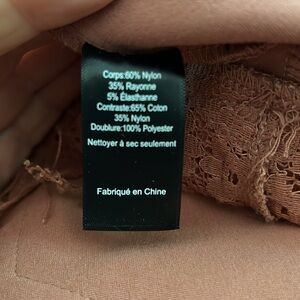 Corps:60% Nylon
35% Rayonne
5% Élasthanne
Contraste:65% Coton
35% Nylon
Doublure:100% Polyester
Nettoyer à sec seulement
Fabriqué en Chine